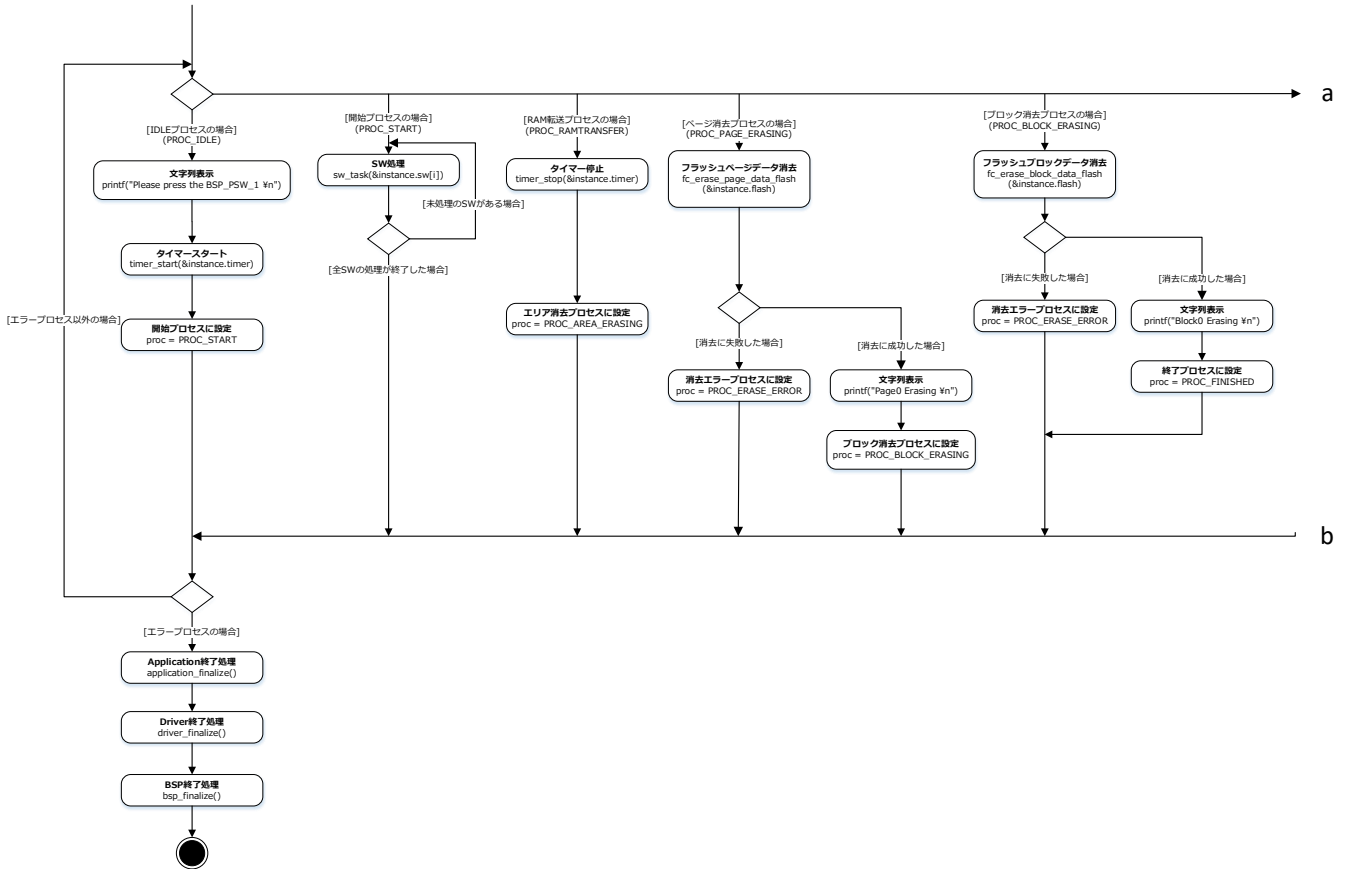 a
[IDLEプロセスの場合]
(PROC_IDLE)
文字列表示
printf("Please press the BSP_PSW_1 ¥n")
タイマースタート
timer_start(&instance.timer)
開始プロセスに設定
proc = PROC_START
[エラープロセス以外の場合]
[開始プロセスの場合]
(PROC_START)
SW処理
sw_task(&instance.sw[i])
[未処理のSWがある場合]
[全SWの処理が終了した場合]
[RAM転送プロセスの場合]
(PROC_RAMTRANSFER)
タイマー停止
timer_stop(&instance.timer)
エリア消去プロセスに設定
proc = PROC_AREA_ERASING
[ページ消去プロセスの場合]
(PROC_PAGE_ERASING)
フラッシュページデータ消去
fc_erase_page_data_flash
(&instance.flash)
[消去に失敗した場合]
消去エラープロセスに設定
proc = PROC_ERASE_ERROR
[消去に成功した場合]
文字列表示
printf("Page0 Erasing ¥n")
ブロック消去プロセスに設定
proc = PROC_BLOCK_ERASING
[ブロック消去プロセスの場合]
(PROC_BLOCK_ERASING)
フラッシュブロックデータ消去
fc_erase_block_data_flash
(&instance.flash)
[消去に失敗した場合]
消去エラープロセスに設定
proc = PROC_ERASE_ERROR
[消去に成功した場合]
文字列表示
printf("Block0 Erasing ¥n")
終了プロセスに設定
proc = PROC_FINISHED
b
[エラープロセスの場合]
Application終了処理
application_finalize()
Driver終了処理
driver_finalize()
BSP終了処理
bsp_finalize()